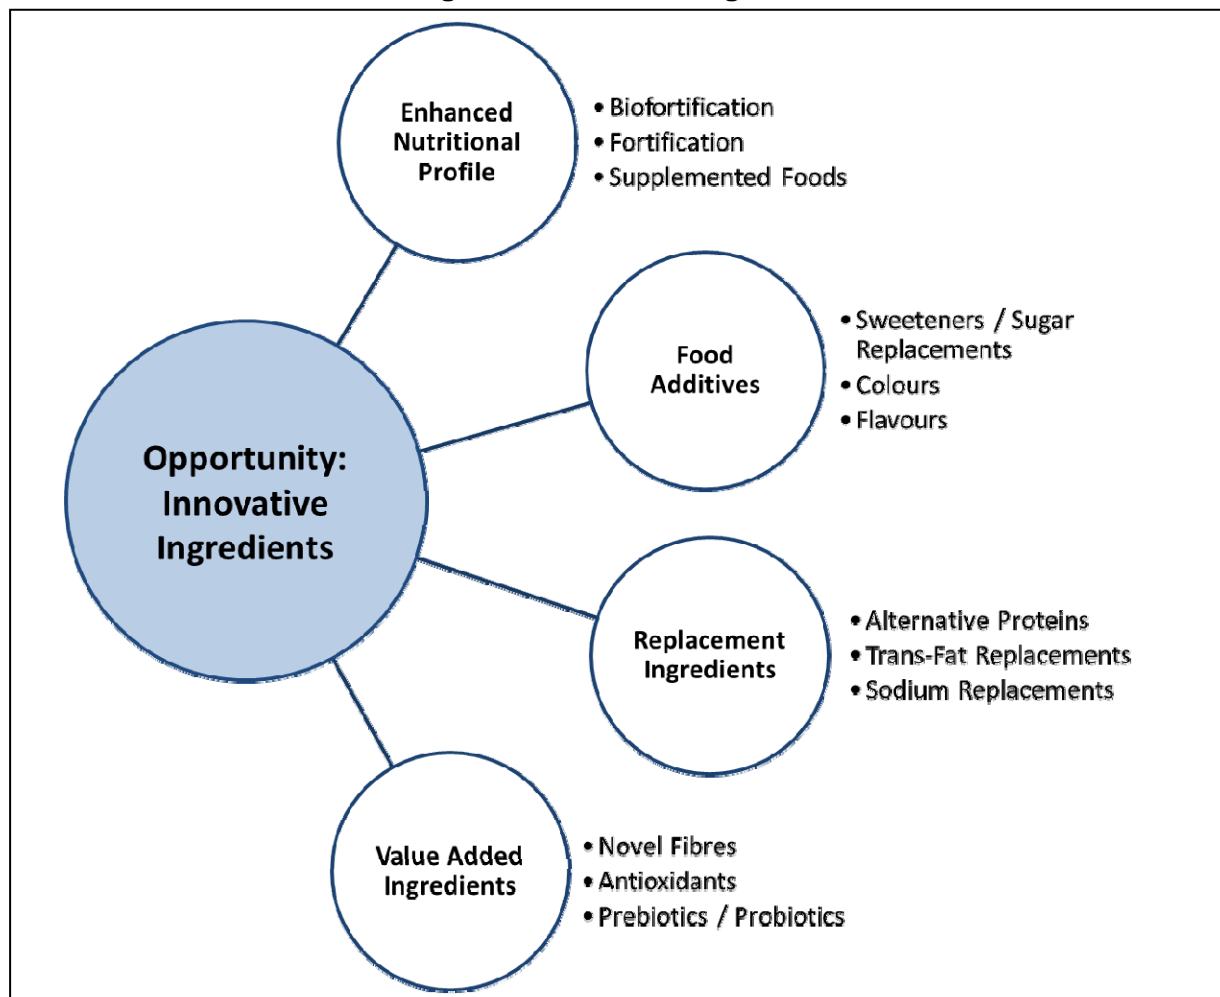 Enhanced
Nutritional
Profile
• Biofortification
• Fortification
• Supplemented Foods
Food
Additives
• Sweeteners / Sugar
Replacements
• Colours
• Flavours
Opportunity:
Innovative
Ingredients
Replacement
Ingredients
• Alternative Proteins
• Trans-Fat Replacements
• Sodium Replacements
Value Added
Ingredients
• Novel Fibres
• Antioxidants
• Prebiotics / Probiotics